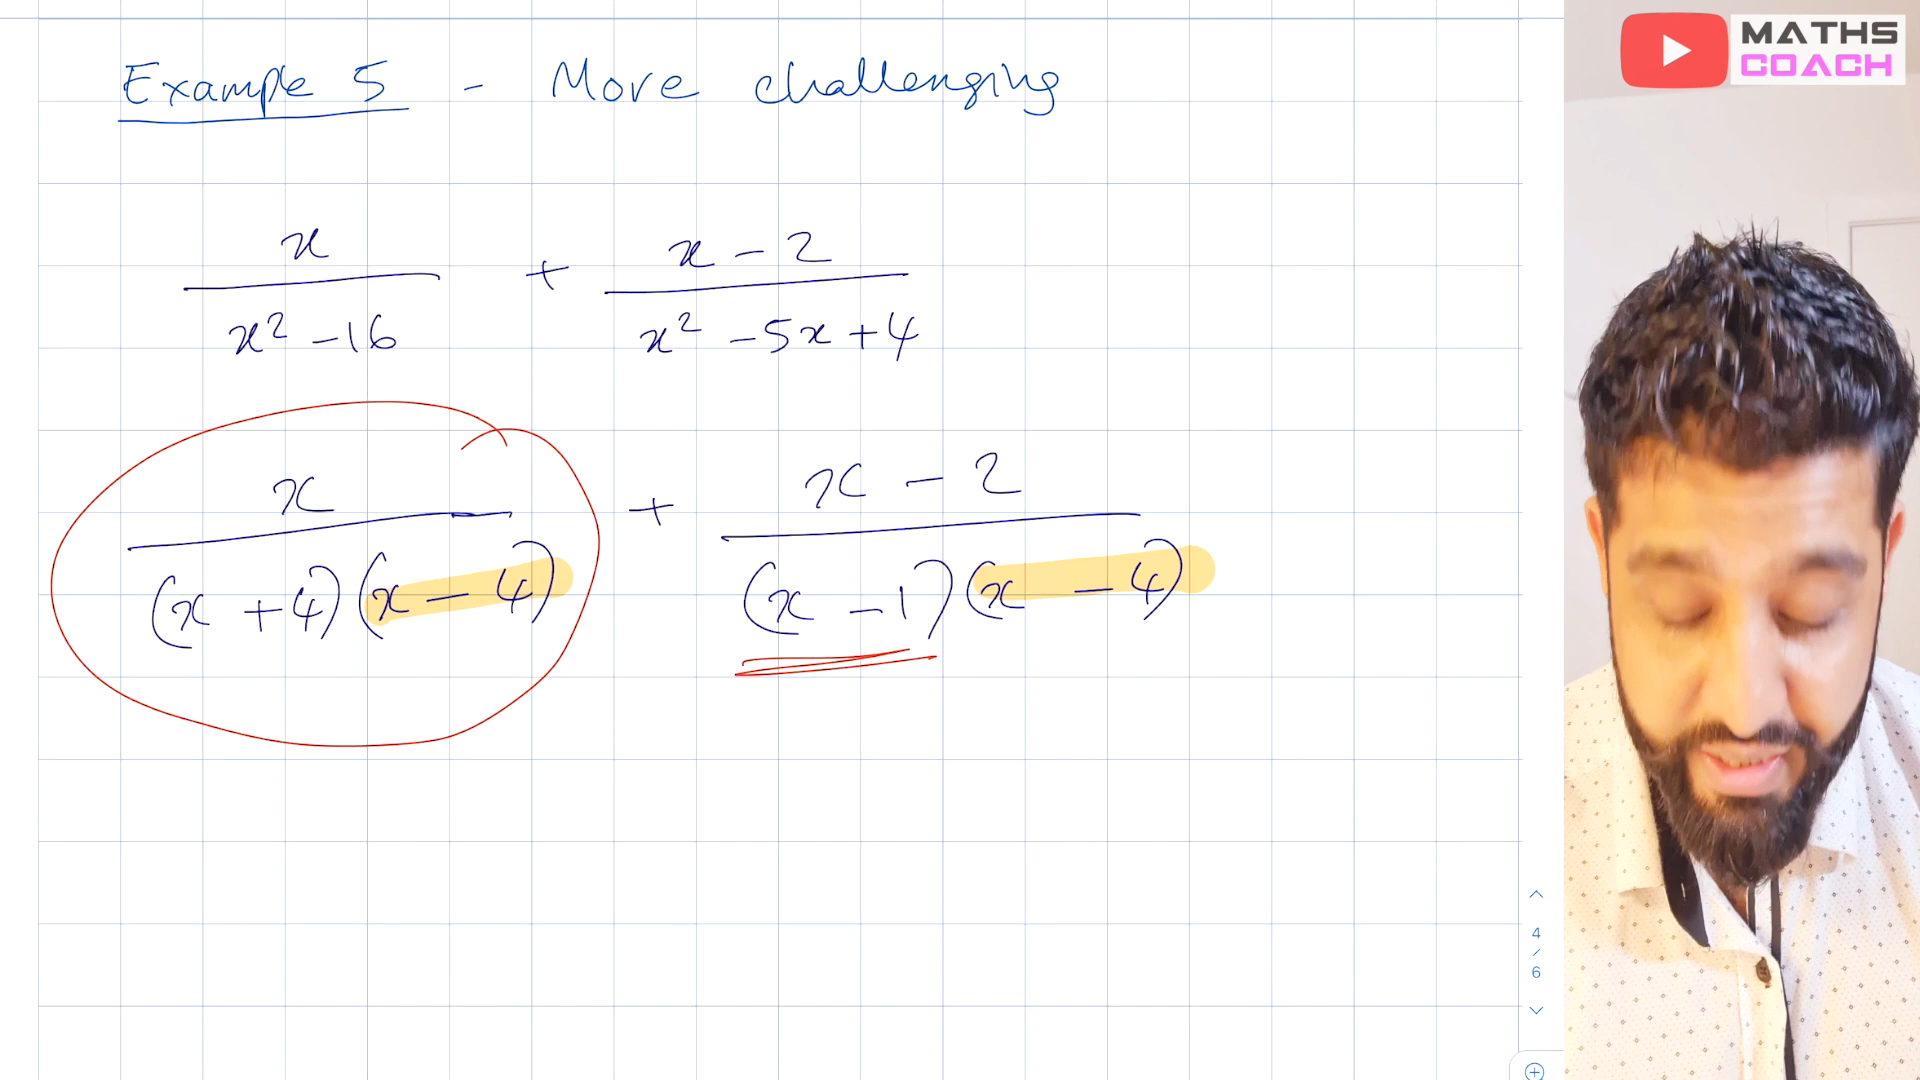 MATHS
COACH
Example 5 - More challenging
x + x - 2
x² - 16 x² - 5x + 4
x + x - 2
(x + 4)(x - 4) (x - 1)(x - 4)
4
/
6